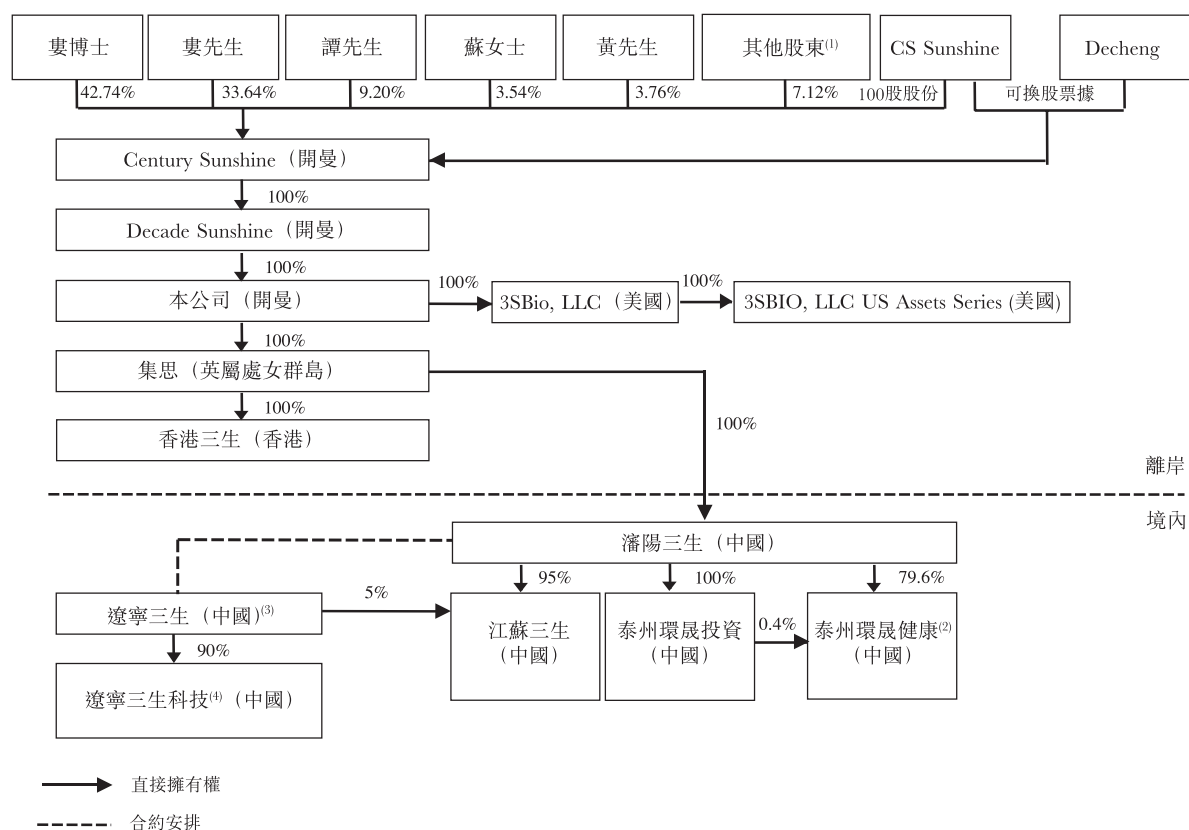 婁博士
婁先生
譚先生
蘇女士
黃先生
其他股東(1)
CS Sunshine
Decheng
42.74%
33.64%
9.20%
3.54%
3.76%
7.12%
100股股份
可換股票據
Century Sunshine（開曼）
100%
Decade Sunshine（開曼）
100%
本公司（開曼）
100%
3SBio, LLC（美國）
100%
3SBIO, LLC US Assets Series (美國)
100%
集思（英屬處女群島）
100%
100%
香港三生（香港）
離岸
境內
瀋陽三生（中國）
95%
100%
79.6%
遼寧三生（中國）(3)
5%
江蘇三生
（中國）
泰州環晟投資
（中國）
0.4%
泰州環晟健康(2)
（中國）
90%
遼寧三生科技(4)（中國）
直接擁有權
合約安排